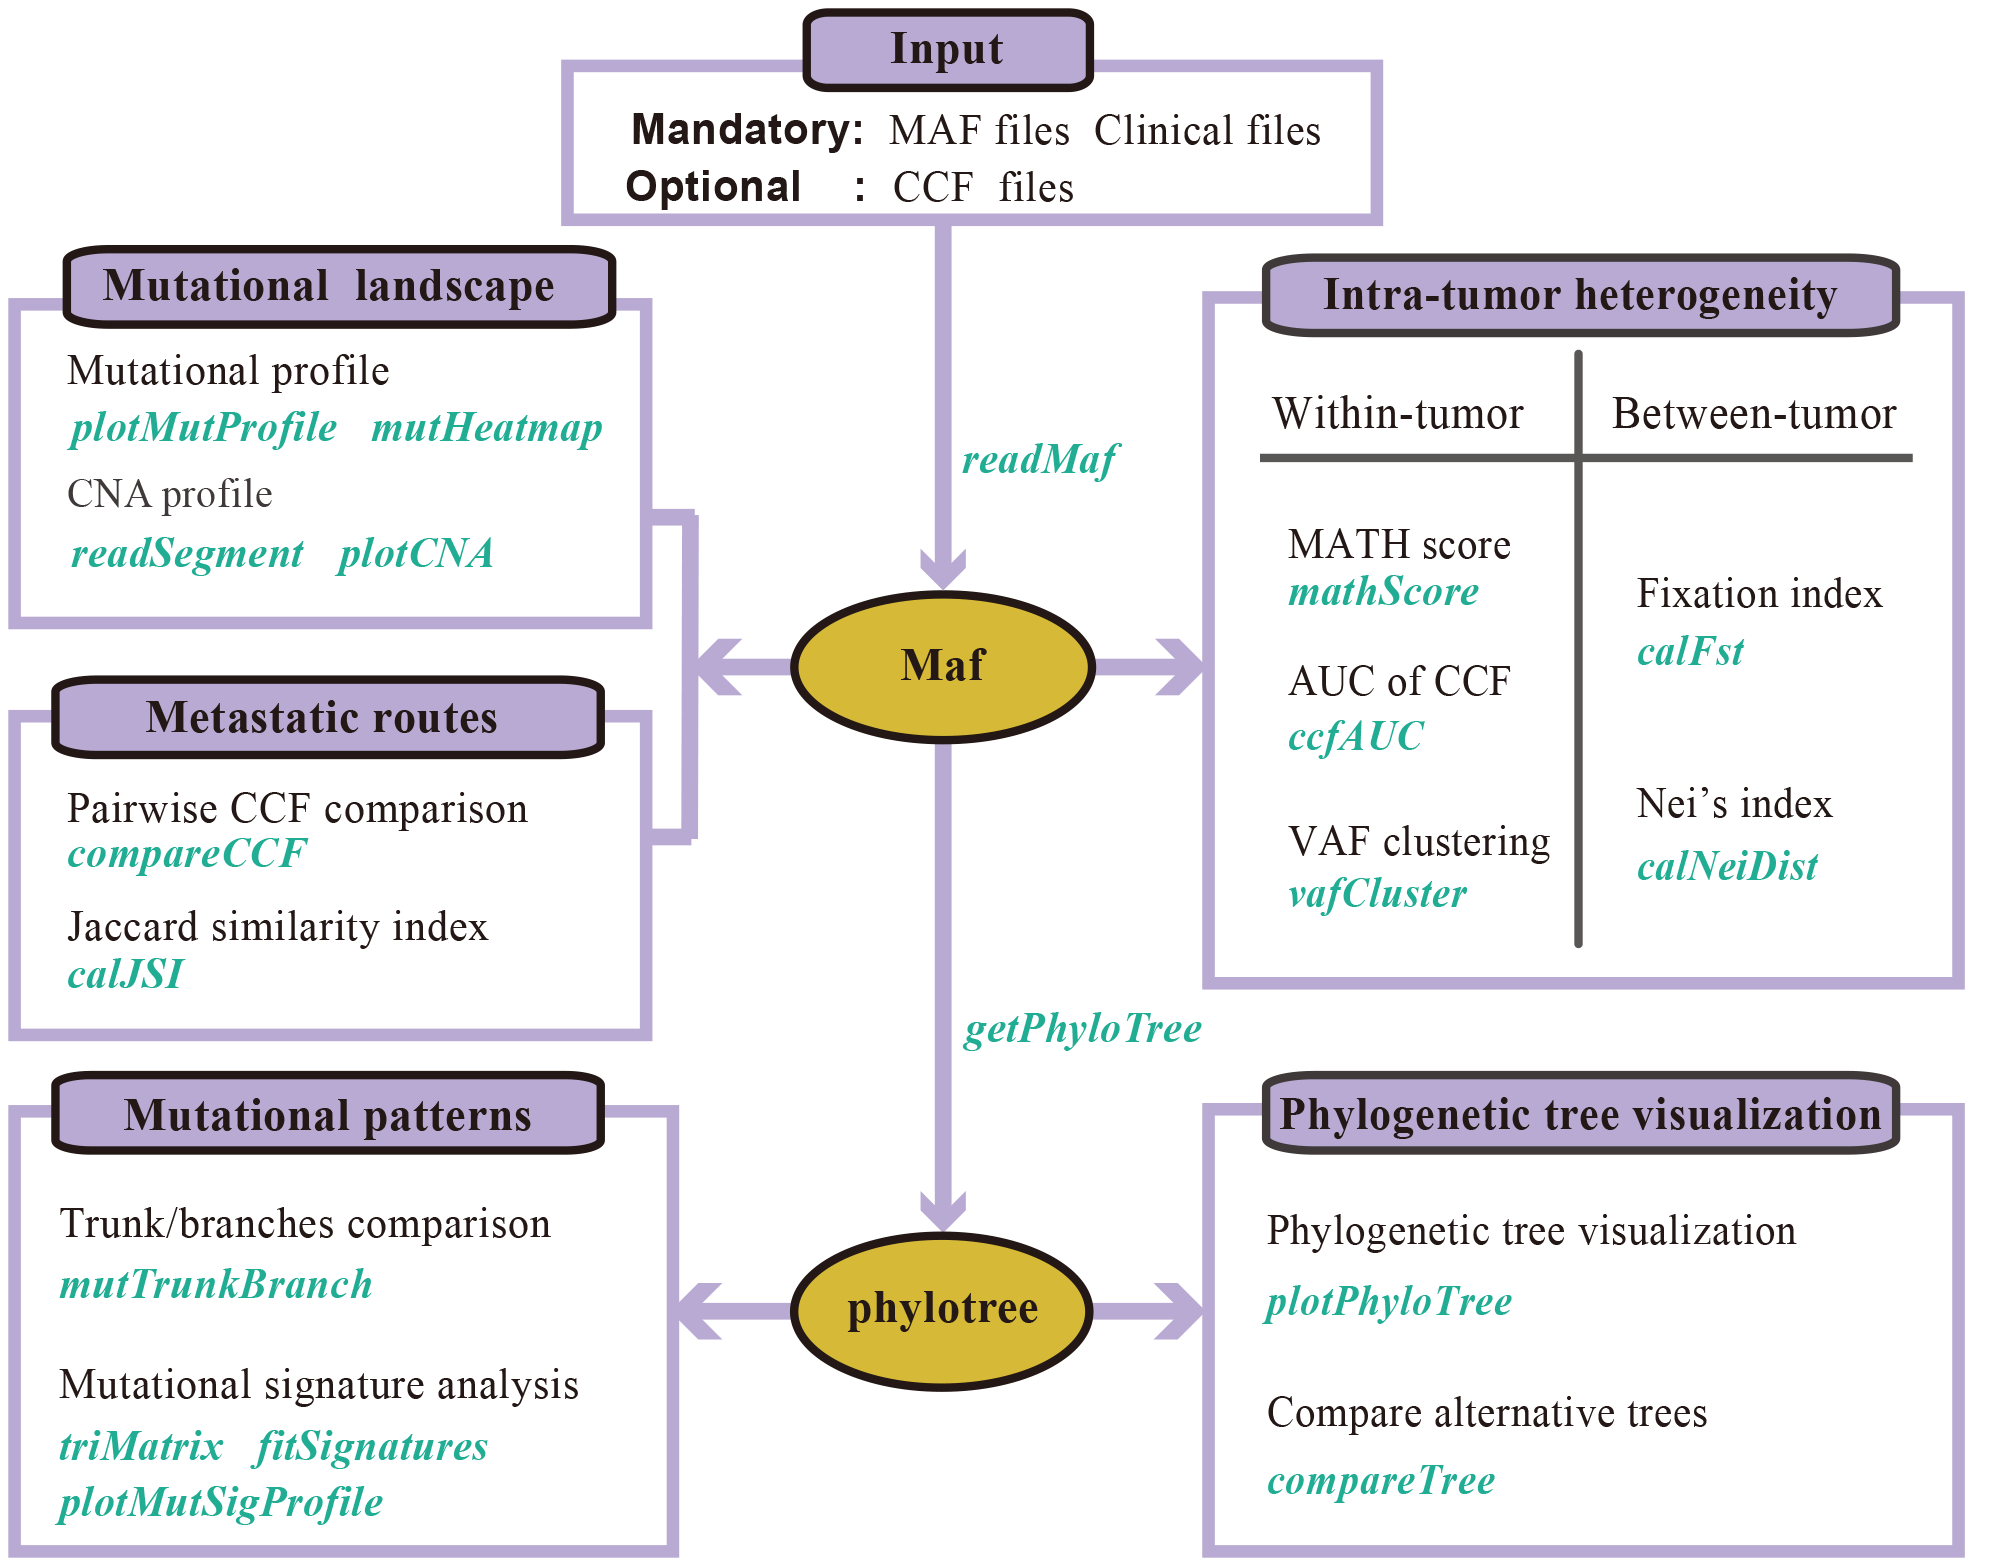 Input
Mandatory: MAF files Clinical files
Optional : CCF files
Mutational landscape
Mutational profile
plotMutProfile mutHeatmap
CNA profile
readSegment plotCNA
Metastatic routes
Pairwise CCF comparison
compareCCF
Jaccard similarity index
calJSI
readMaf
Maf
Intra-tumor heterogeneity
Within-tumor
MATH score
mathScore
AUC of CCF
ccfAUC
VAF clustering
vafCluster
Between-tumor
Fixation index
calFst
Nei’s index
calNeiDist
getPhyloTree
phylotree
Mutational patterns
Trunk/branches comparison
mutTrunkBranch
Mutational signature analysis
triMatrix fitSignatures
plotMutSigProfile
Phylogenetic tree visualization
Phylogenetic tree visualization
plotPhyloTree
Compare alternative trees
compareTree